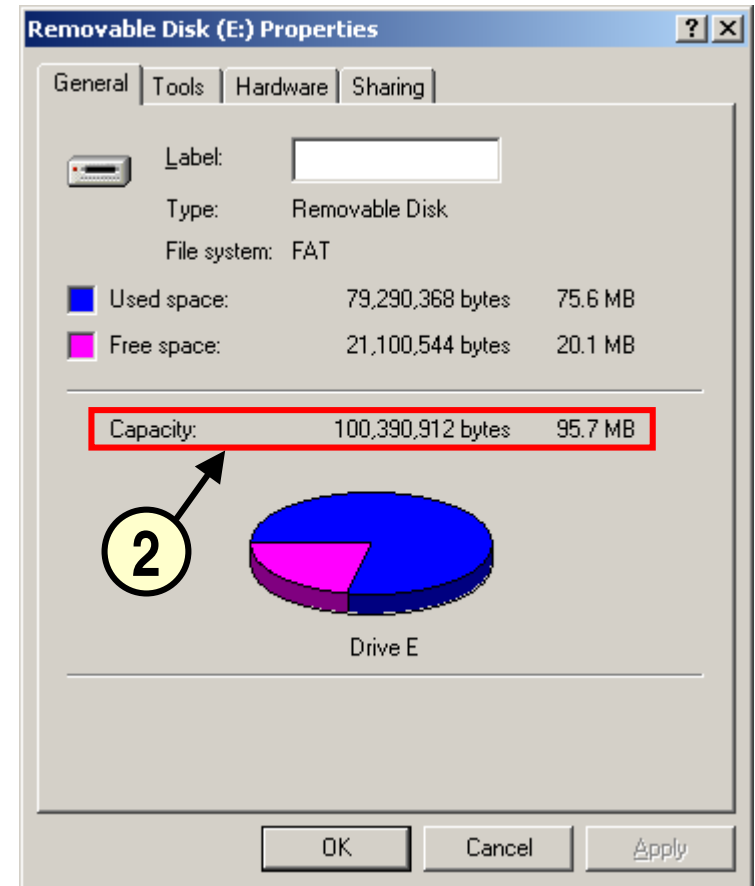 Removable Disk (E:) Properties
General Tools Hardware Sharing
Label:
Type: Removable Disk
File system: FAT
Used space: 79,290,368 bytes 75.6 MB
Free space: 21,100,544 bytes 20.1 MB
Capacity: 100,390,912 bytes 95.7 MB
2
Drive E
OK Cancel Apply